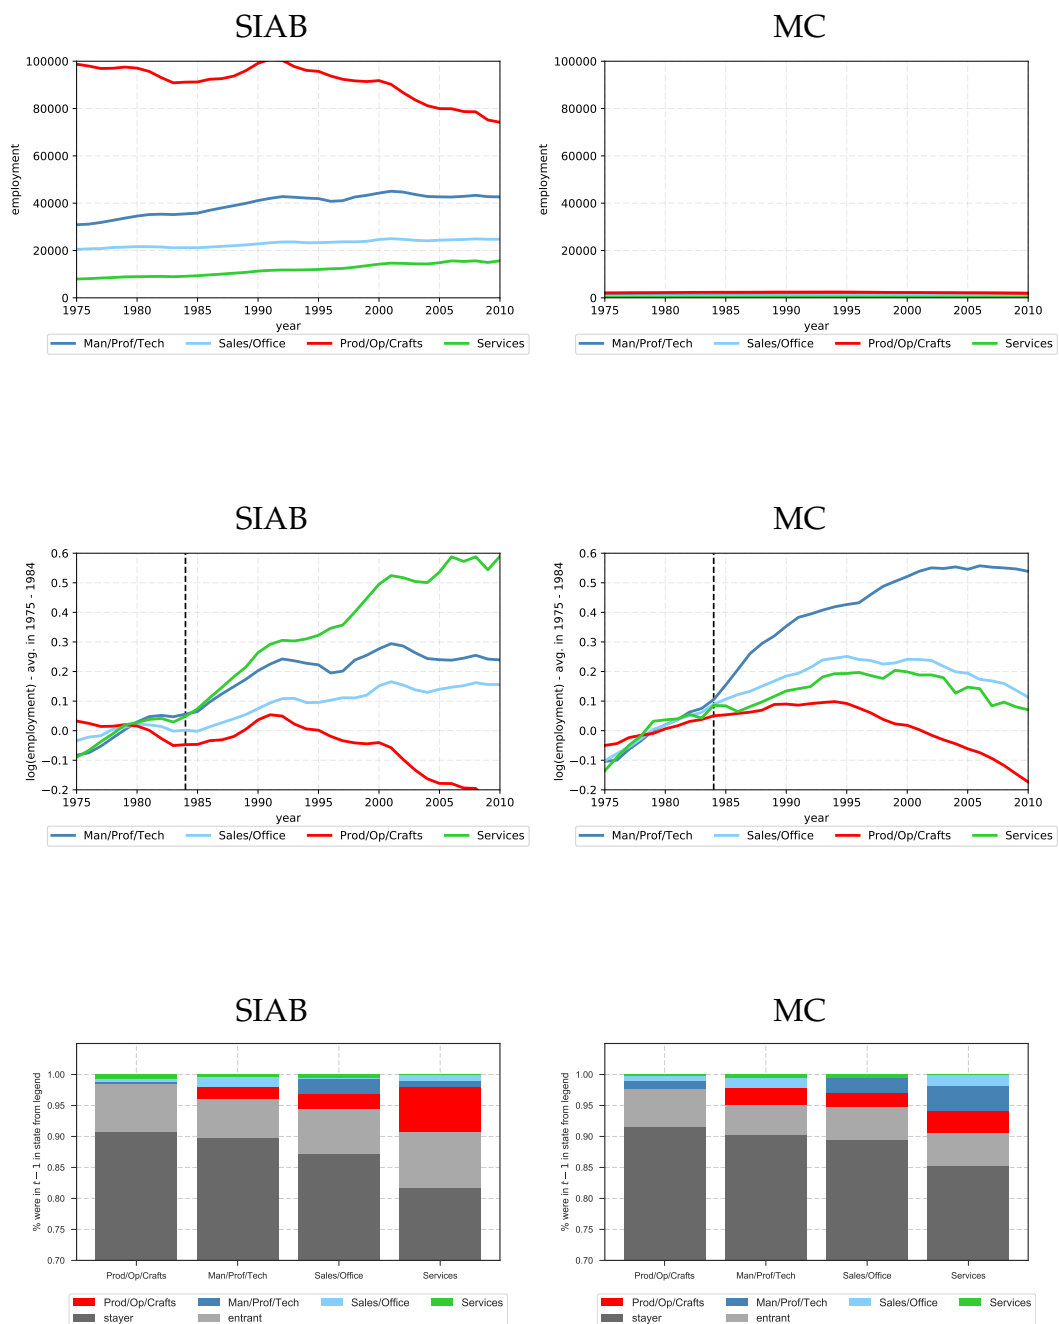 SIAB MC
100000 100000
80000 80000
60000 60000
40000 40000
20000 20000
0 0
employment employment
1975 1980 1985 1990 1995 2000 2005 2010 1975 1980 1985 1990 1995 2000 2005 2010
year year
Man/Prof/Tech Sales/Office Prod/Op/Crafts Services Man/Prof/Tech Sales/Office Prod/Op/Crafts Services
SIAB MC
0.6 0.6
0.5 0.5
0.4 0.4
0.3 0.3
0.2 0.2
0.1 0.1
0.0 0.0
−0.1 −0.1
−0.2 −0.2
log(employment) - avg. in 1975 - 1984 log(employment) - avg. in 1975 - 1984
1975 1980 1985 1990 1995 2000 2005 2010 1975 1980 1985 1990 1995 2000 2005 2010
year year
Man/Prof/Tech Sales/Office Prod/Op/Crafts Services Man/Prof/Tech Sales/Office Prod/Op/Crafts Services
SIAB MC
1.00 1.00
0.95 0.95
0.90 0.90
0.85 0.85
0.80 0.80
0.75 0.75
0.70 0.70
% were in t − 1 in state from legend % were in t − 1 in state from legend
Prod/Op/Crafts Man/Prof/Tech Sales/Office Services Prod/Op/Crafts Man/Prof/Tech Sales/Office Services
Prod/Op/Crafts Man/Prof/Tech Sales/Office Services Prod/Op/Crafts Man/Prof/Tech Sales/Office Services
stayer entrant stayer entrant